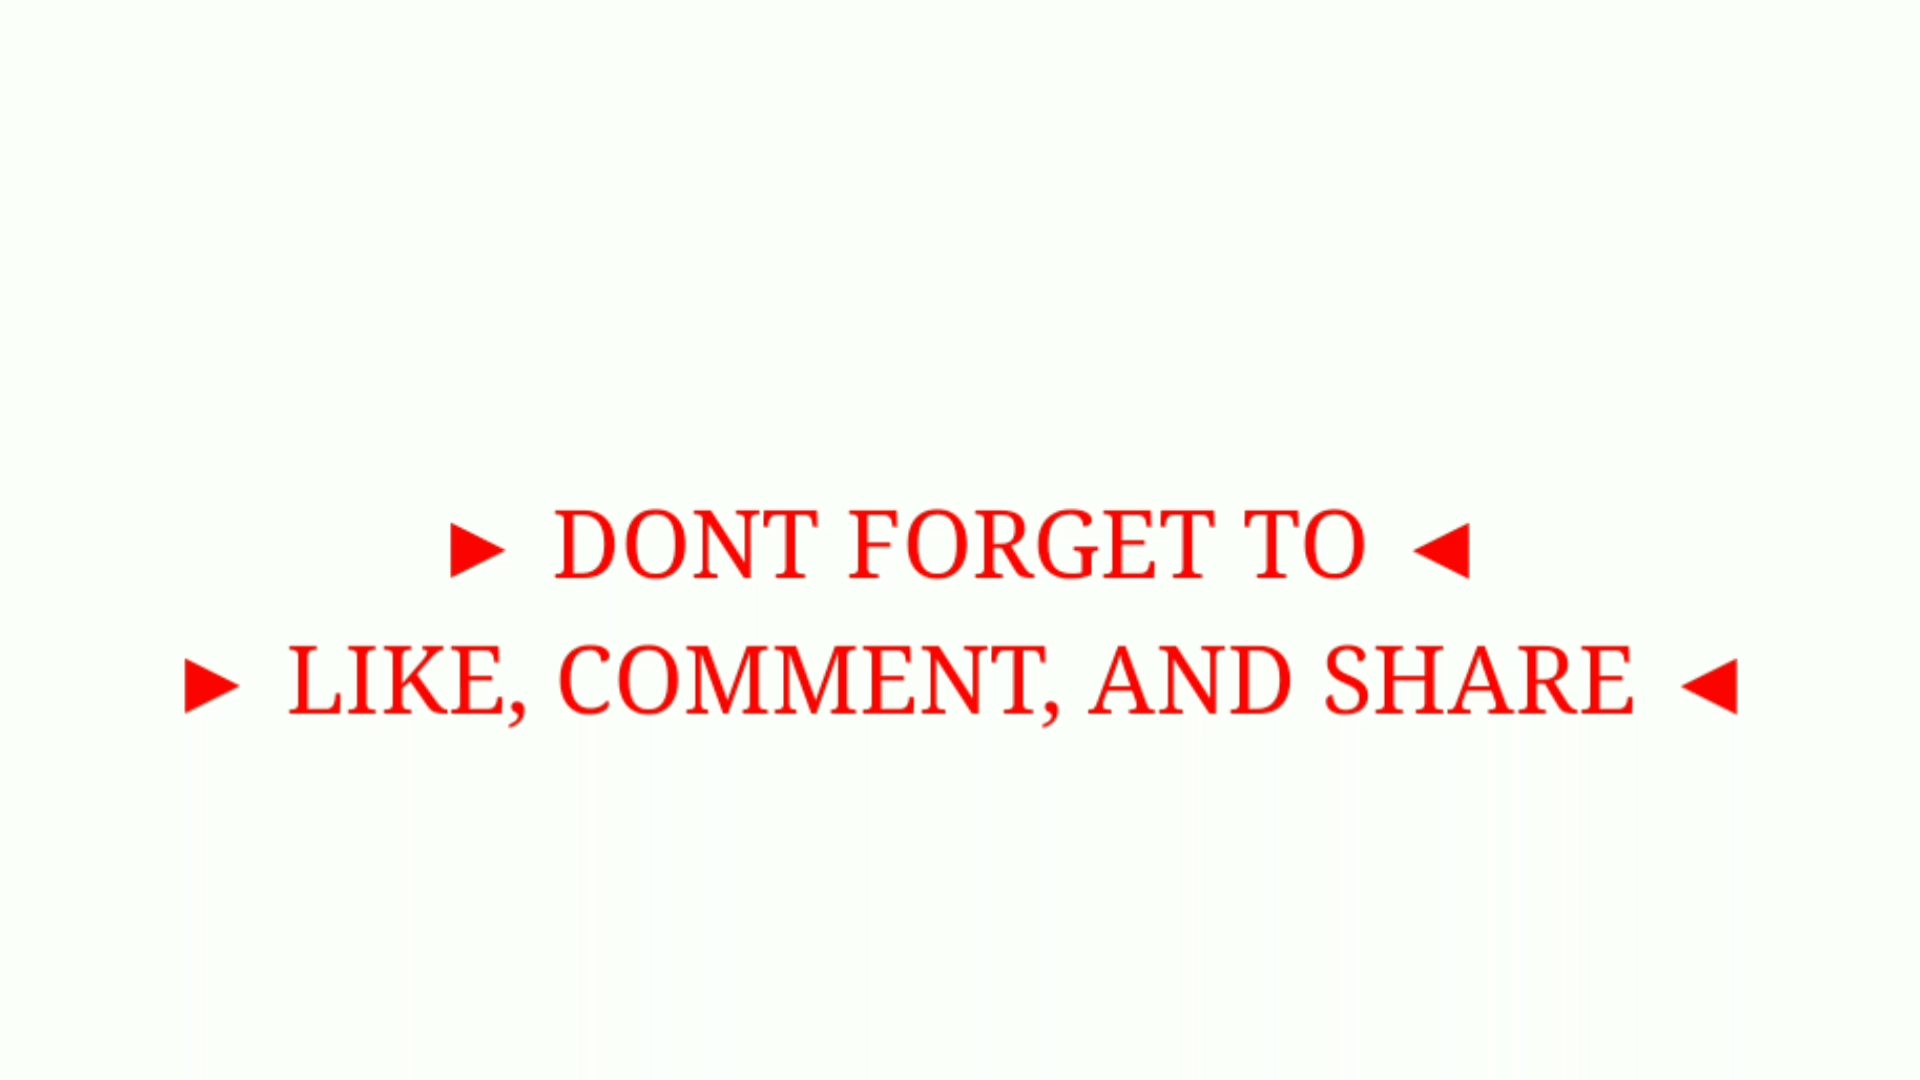 ► DONT FORGET TO ◄
► LIKE, COMMENT, AND SHARE ◄